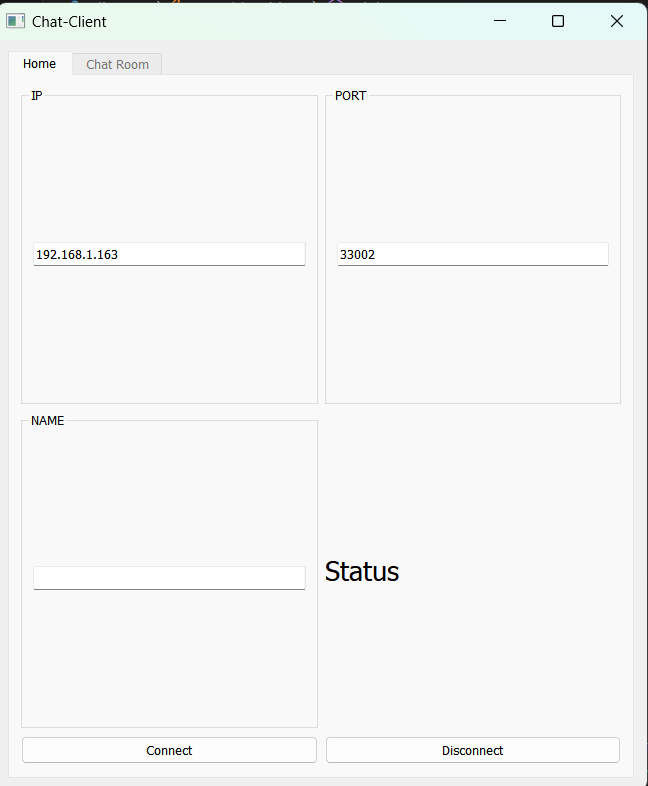 Chat-Client
Home
Chat Room
IP
PORT
192.168.1.163
33002
NAME
Status
Connect
Disconnect